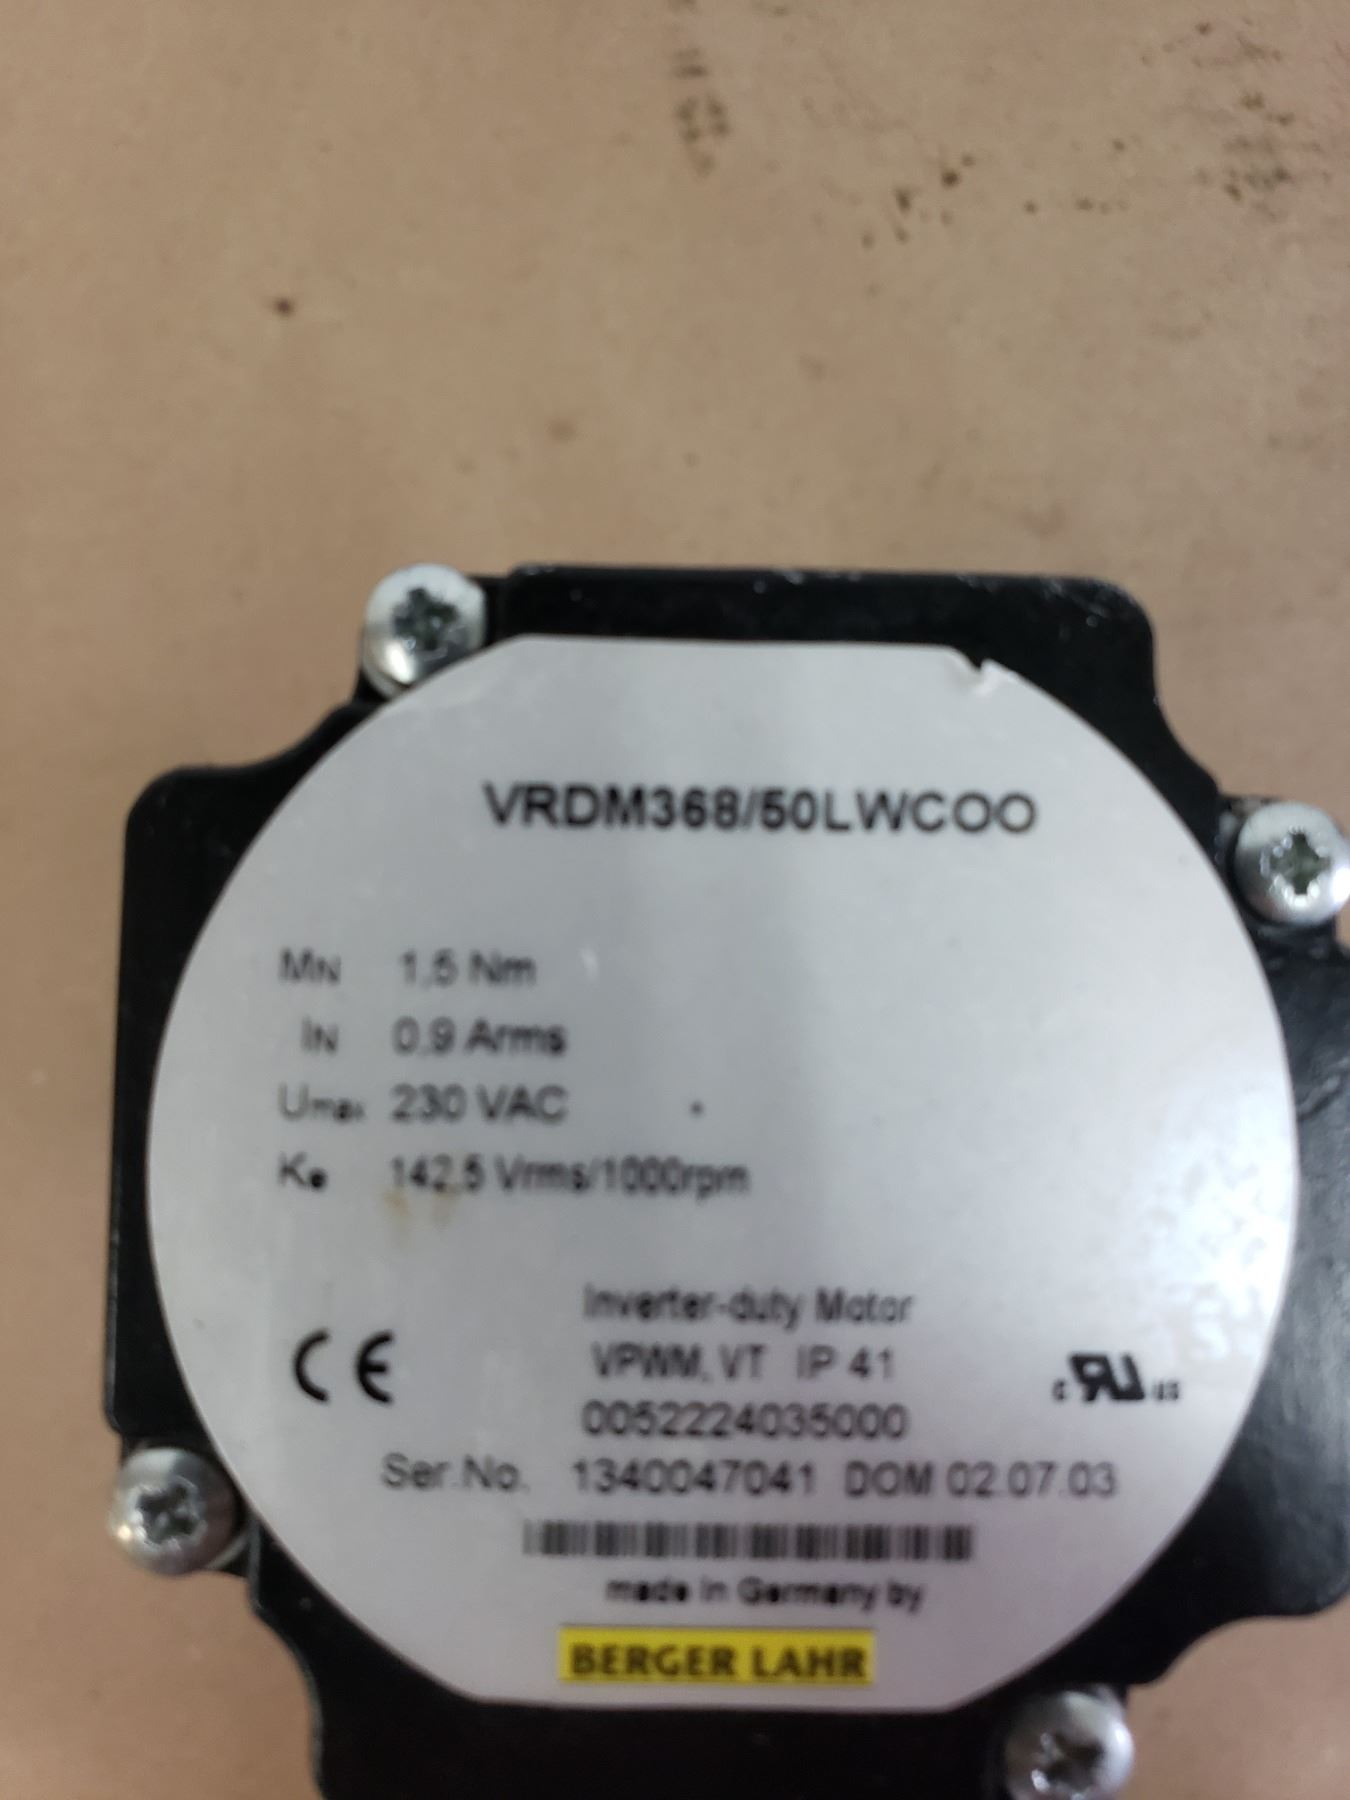 VRDM368/50LWCOO
MN 1,5 Nm
IN 0,9 Arms
Umax 230 VAC
Ke 142,5 Vrms/1000rpm
Inverter-duty Motor
VPWM, VT IP 41
CE
c RU us
0052224035000
Ser.No. 1340047041 DOM 02.07.03
made in Germany by
BERGER LAHR